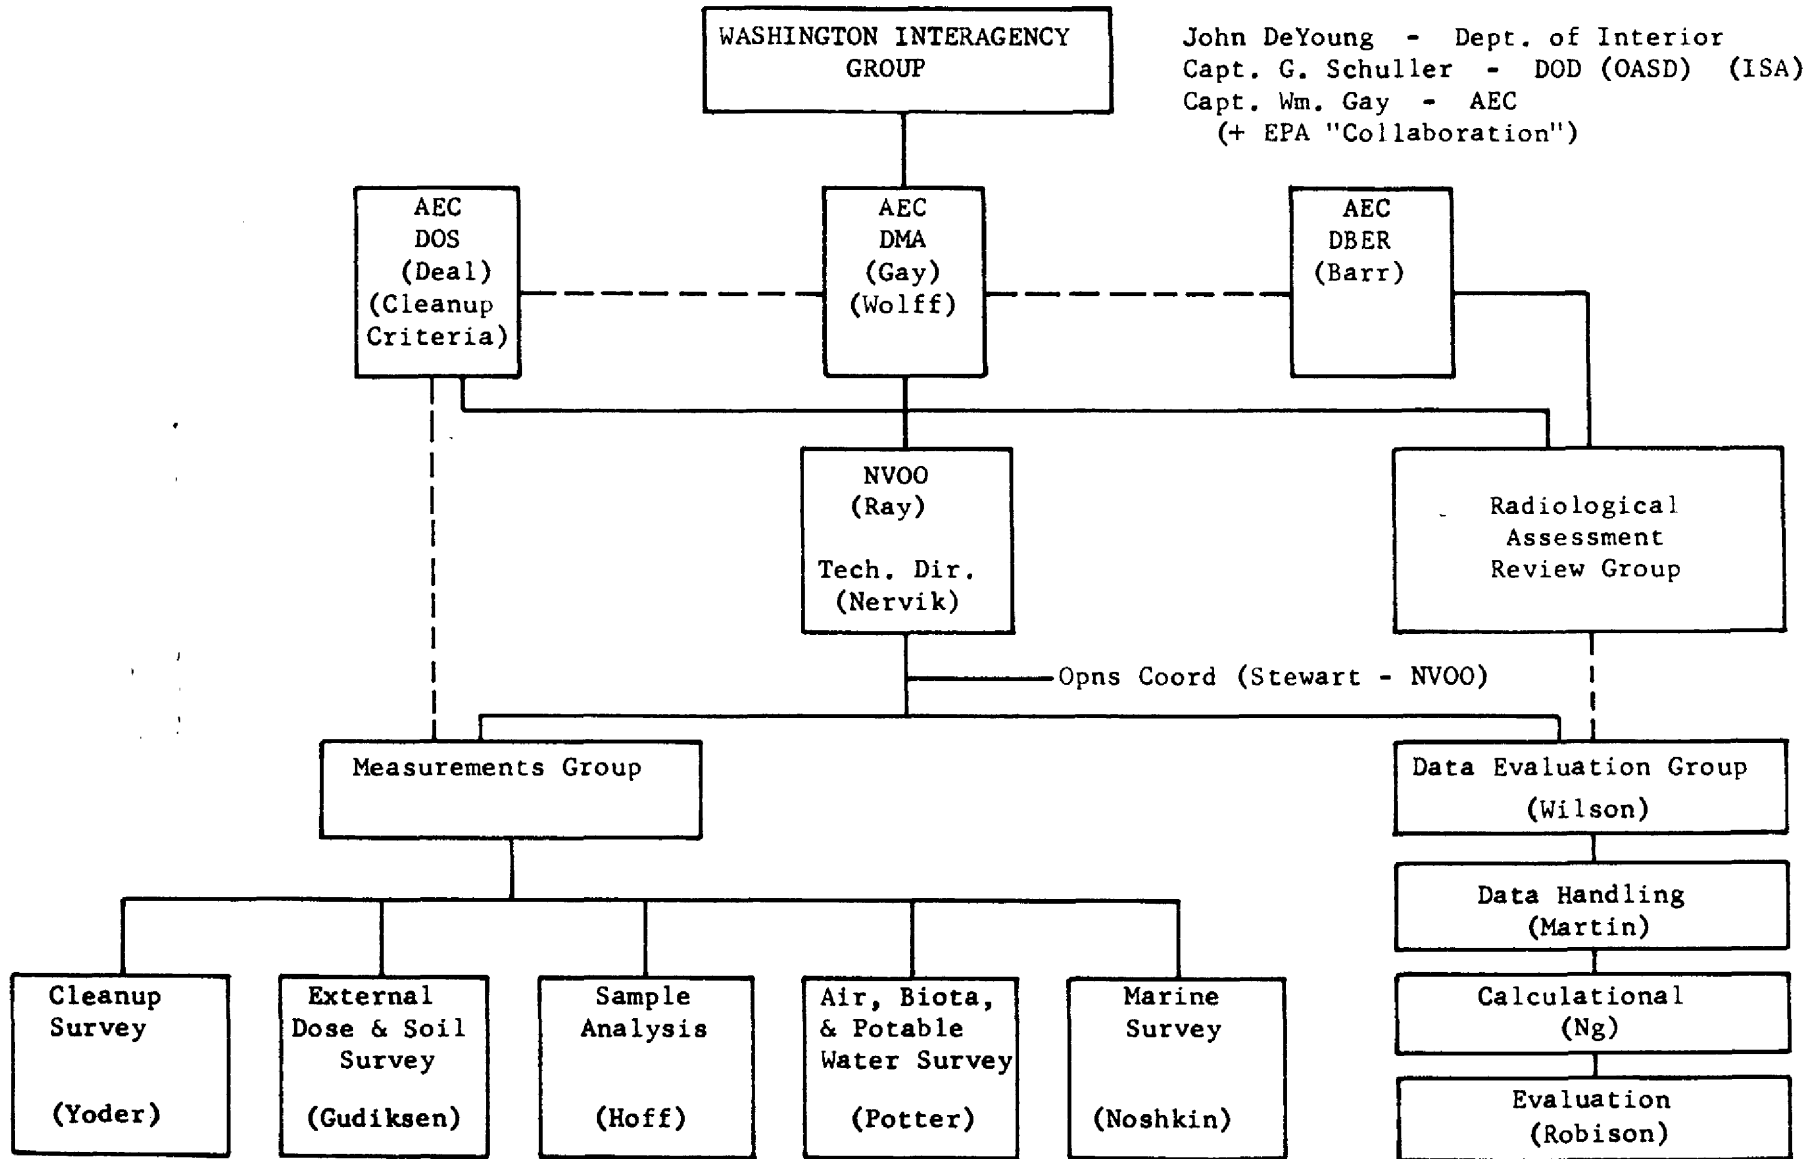 WASHINGTON INTERAGENCY
GROUP
John DeYoung - Dept. of Interior
Capt. G. Schuller - DOD (OASD) (ISA)
Capt. Wm. Gay - AEC
(+ EPA "Collaboration")
AEC
DOS
(Deal)
(Cleanup
Criteria)
AEC
DMA
(Gay)
(Wolff)
AEC
DBER
(Barr)
NVOO
(Ray)
Tech. Dir.
(Nervik)
Radiological
Assessment
Review Group
Opns Coord (Stewart - NVOO)
Measurements Group
Data Evaluation Group
(Wilson)
Data Handling
(Martin)
Calculational
(Ng)
Evaluation
(Robison)
Cleanup
Survey
(Yoder)
External
Dose & Soil
Survey
(Gudiksen)
Sample
Analysis
(Hoff)
Air, Biota,
& Potable
Water Survey
(Potter)
Marine
Survey
(Noshkin)